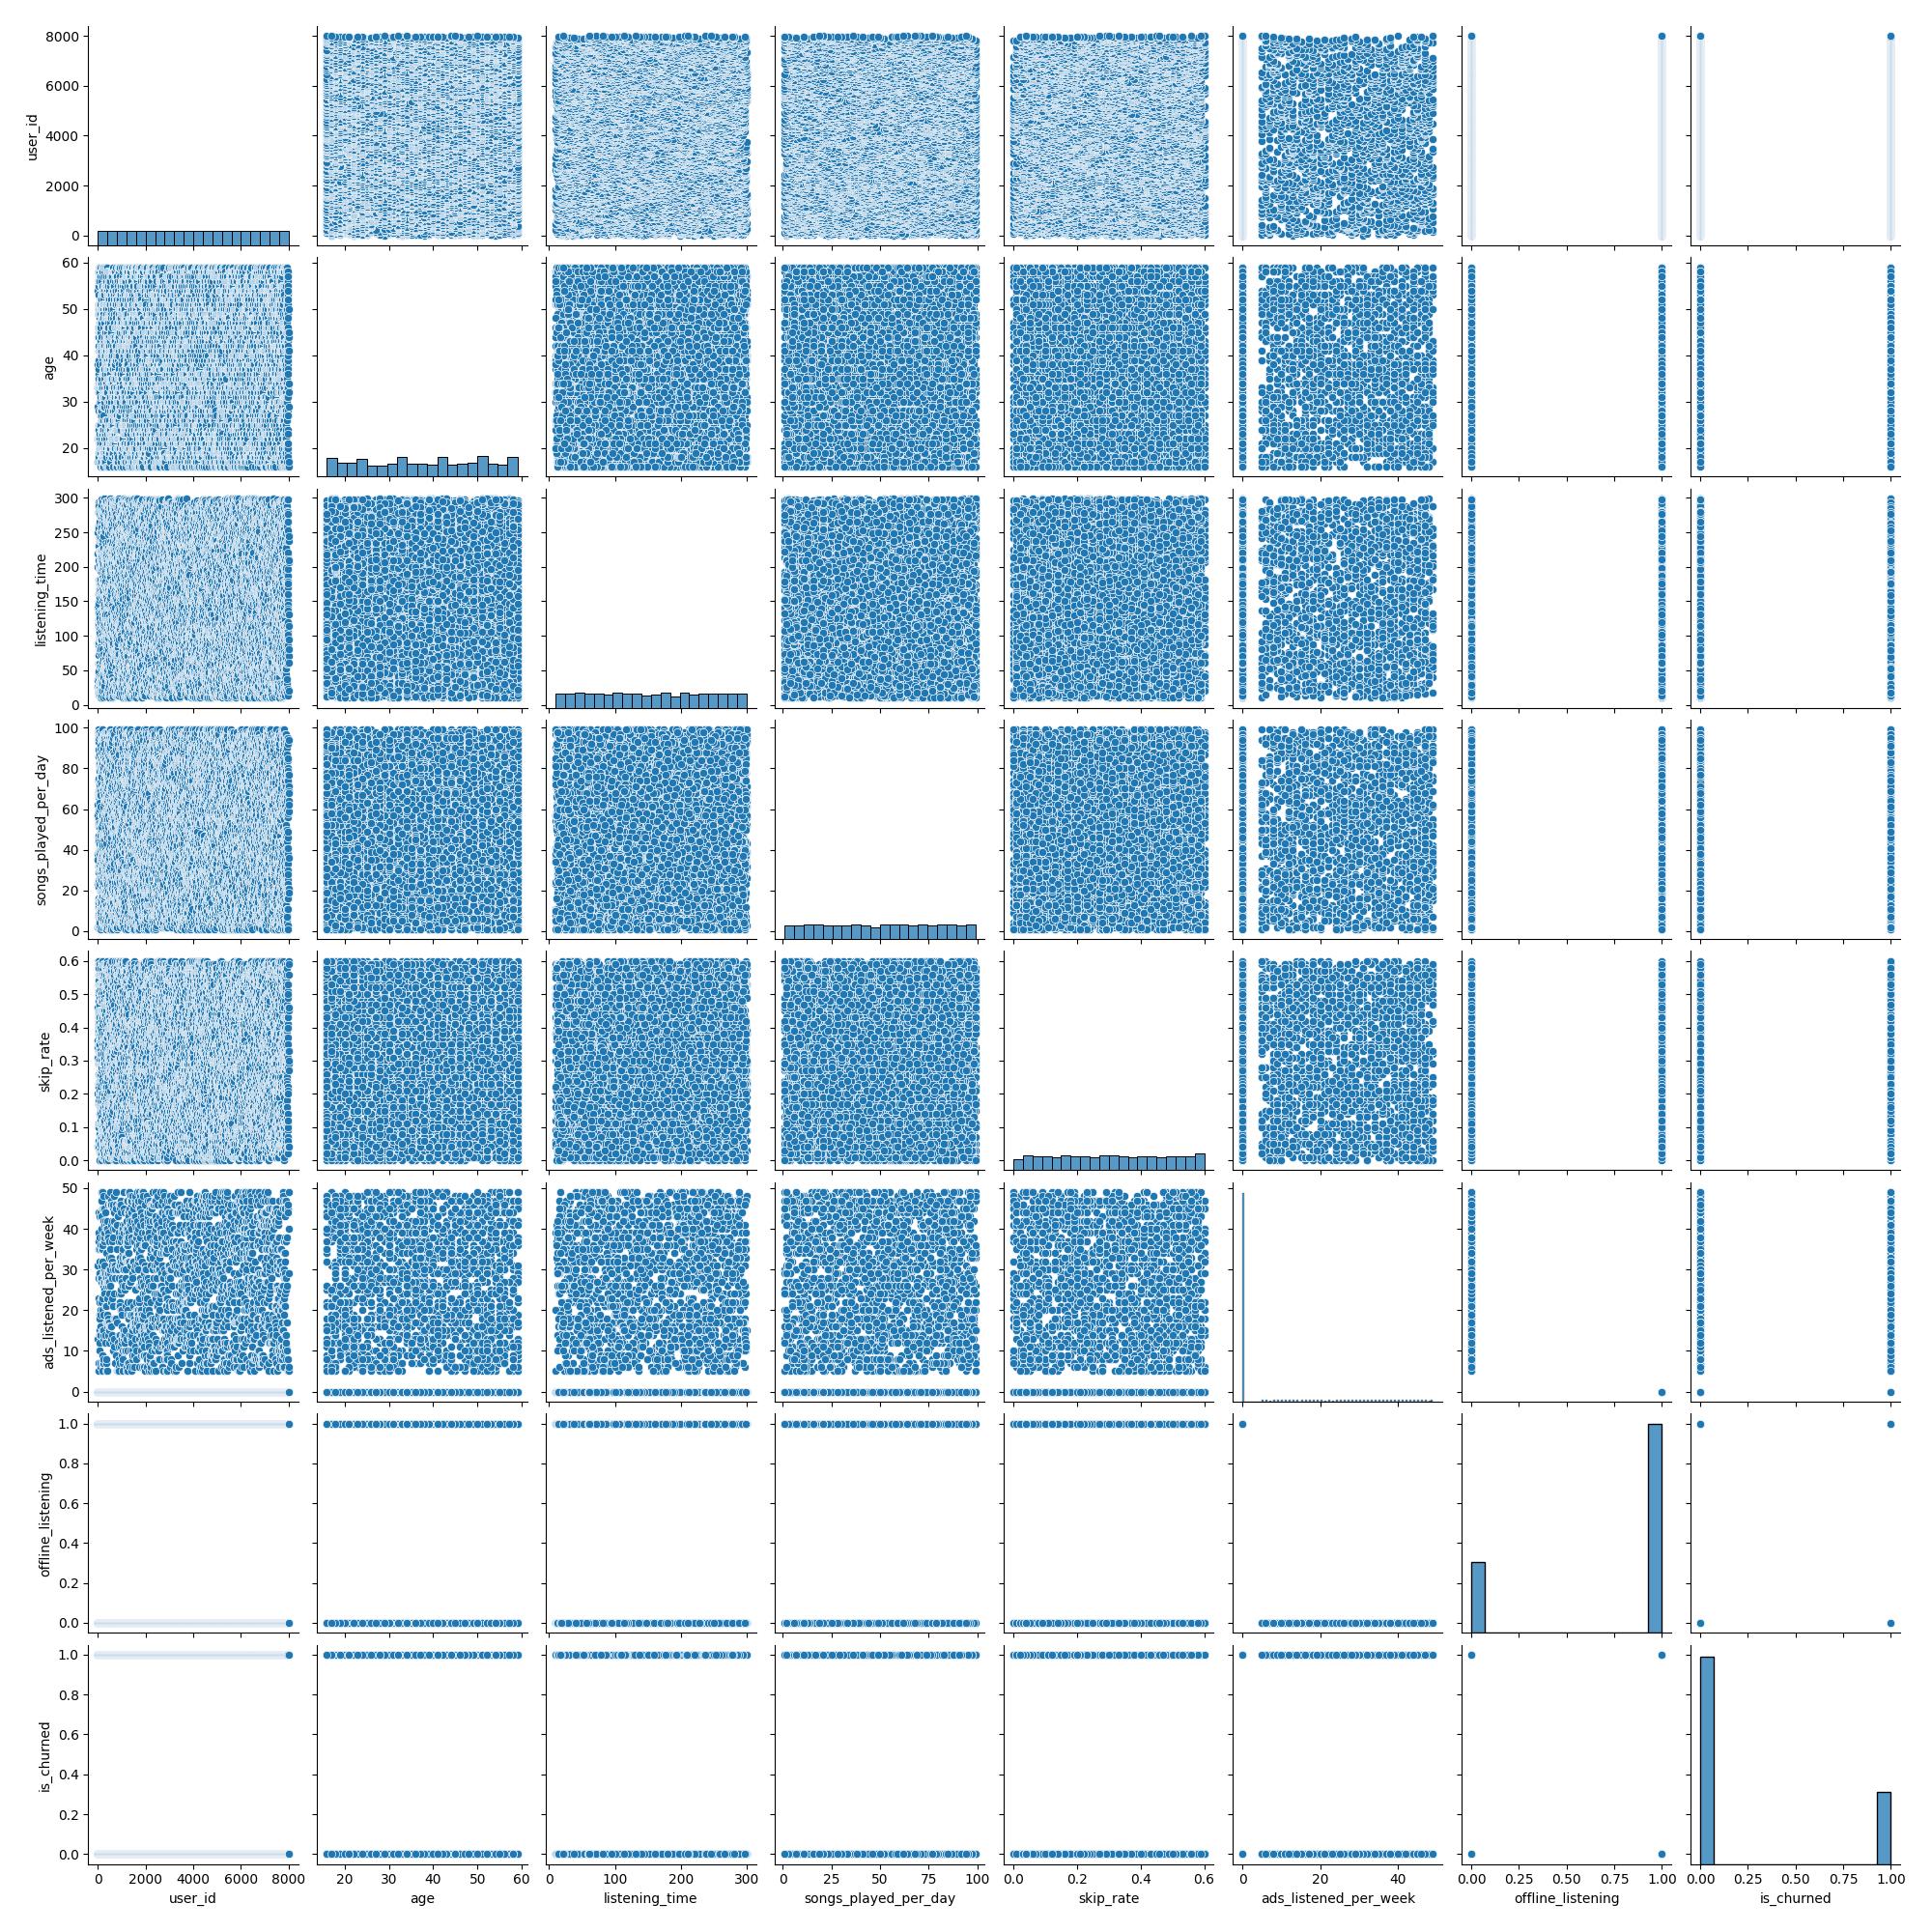 user_id
8000
6000
4000
2000
0
age
60
50
40
30
20
listening_time
300
250
200
150
100
50
0
songs_played_per_day
100
80
60
40
20
0
skip_rate
0.6
0.5
0.4
0.3
0.2
0.1
0.0
ads_listened_per_week
50
40
30
20
10
0
offline_listening
1.0
0.8
0.6
0.4
0.2
0.0
is_churned
1.0
0.8
0.6
0.4
0.2
0.0
0 2000 4000 6000 8000
user_id
20 30 40 50 60
age
0 100 200 300
listening_time
0 25 50 75 100
songs_played_per_day
0.0 0.2 0.4 0.6
skip_rate
0 20 40
ads_listened_per_week
0.00 0.25 0.50 0.75 1.00
offline_listening
0.00 0.25 0.50 0.75 1.00
is_churned